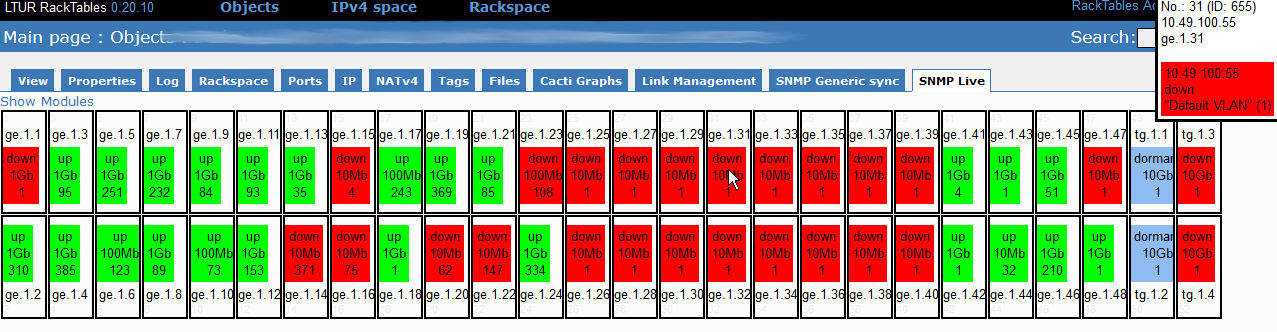 LTUR RackTables 0.20.10 Objects IPv4 space Rackspace RackTables
No.: 31 (ID: 655)
10.49.100.55
ge.1.31
10.49.100.55
down
"Default VLAN" (1)
Main page : Objects
Search:
View Properties Log Rackspace Ports IP NATv4 Tags Files Cacti Graphs Link Management SNMP Generic sync SNMP Live
Show Modules
ge.1.1 ge.1.3 ge.1.5 ge.1.7 ge.1.9 ge.1.11 ge.1.13 ge.1.15 ge.1.17 ge.1.19 ge.1.21 ge.1.23 ge.1.25 ge.1.27 ge.1.29 ge.1.31 ge.1.33 ge.1.35 ge.1.37 ge.1.39 ge.1.41 ge.1.43 ge.1.45 ge.1.47 tg.1.1 tg.1.3
down up up up up up up down up up up down down down down down down down down down up up up down dormar down
1Gb 1Gb 1Gb 1Gb 1Gb 1Gb 1Gb 10Mb 100Mb 1Gb 1Gb 100Mb 10Mb 10Mb 10Mb 10Mb 10Mb 10Mb 10Mb 10Mb 1Gb 1Gb 1Gb 10Mb 10Gb 10Gb
1 95 251 232 84 93 35 4 243 369 85 108 1 1 1 1 1 1 1 1 4 1 51 1 1 1
up up up up up up down down up down down up down down down down down down down down up up up up dormar down
1Gb 1Gb 100Mb 1Gb 100Mb 1Gb 10Mb 10Mb 1Gb 10Mb 10Mb 1Gb 10Mb 10Mb 10Mb 10Mb 10Mb 10Mb 10Mb 10Mb 1Gb 10Mb 1Gb 1Gb 10Gb 10Gb
310 385 123 89 73 153 371 75 1 62 147 334 1 1 1 1 1 1 1 1 1 32 210 1 1 1
ge.1.2 ge.1.4 ge.1.6 ge.1.8 ge.1.10 ge.1.12 ge.1.14 ge.1.16 ge.1.18 ge.1.20 ge.1.22 ge.1.24 ge.1.26 ge.1.28 ge.1.30 ge.1.32 ge.1.34 ge.1.36 ge.1.38 ge.1.40 ge.1.42 ge.1.44 ge.1.46 ge.1.48 tg.1.2 tg.1.4